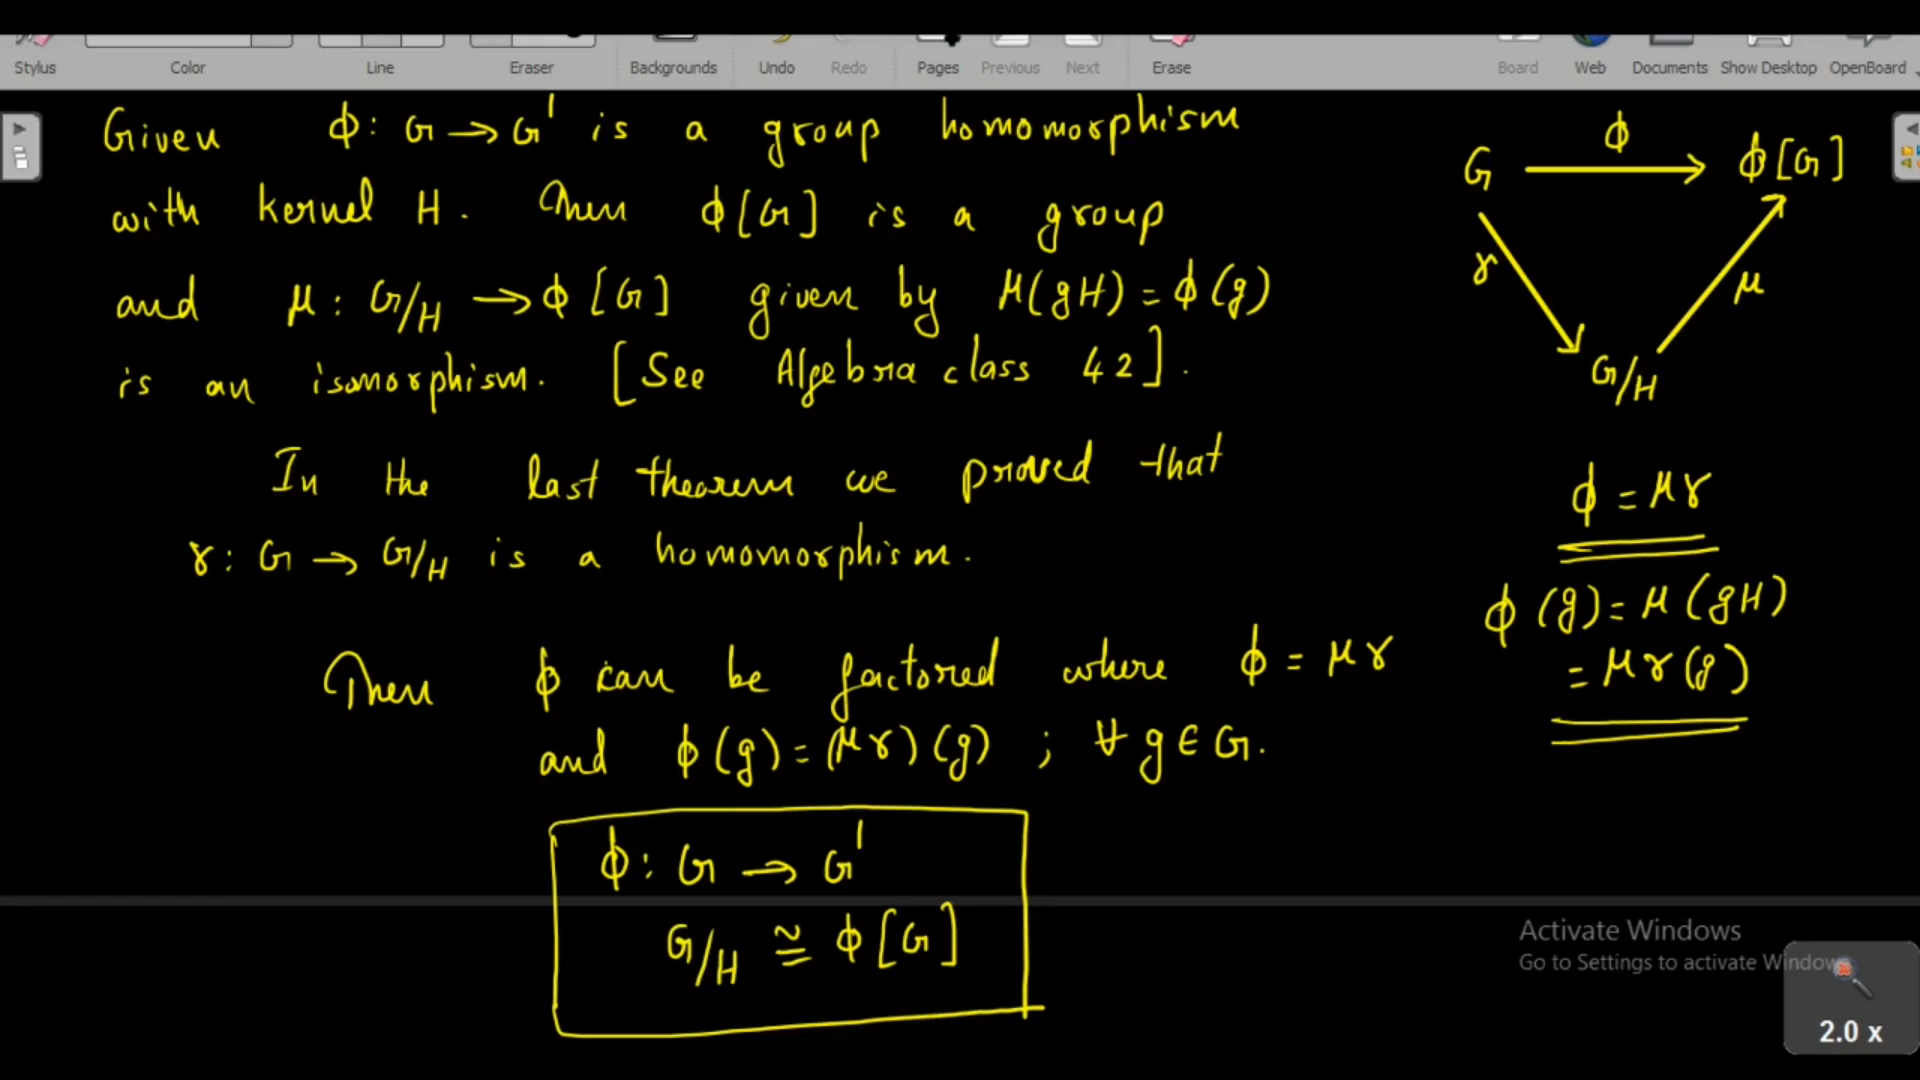 Stylus Color Line Eraser Backgrounds Undo Redo Pages Previous Next Erase Board Web Documents Show Desktop OpenBoard
Given ϕ: G → G' is a group homomorphism
with kernel H. Then ϕ[G] is a group
and μ: G/H → ϕ[G] given by μ(gH) = ϕ(g)
is an isomorphism. [See Algebra class 42].
In the last theorem we proved that
γ: G → G/H is a homomorphism.
Then ϕ can be factored where ϕ = μγ
and ϕ(g) = (μγ)(g) ; ∀ g ∈ G.
ϕ: G → G'
G/H ≅ ϕ[G]
ϕ
G ϕ[G]
γ μ
G/H
ϕ = μγ
ϕ(g) = μ(gH)
= μγ(g)
Activate Windows
Go to Settings to activate Windows
2.0 x